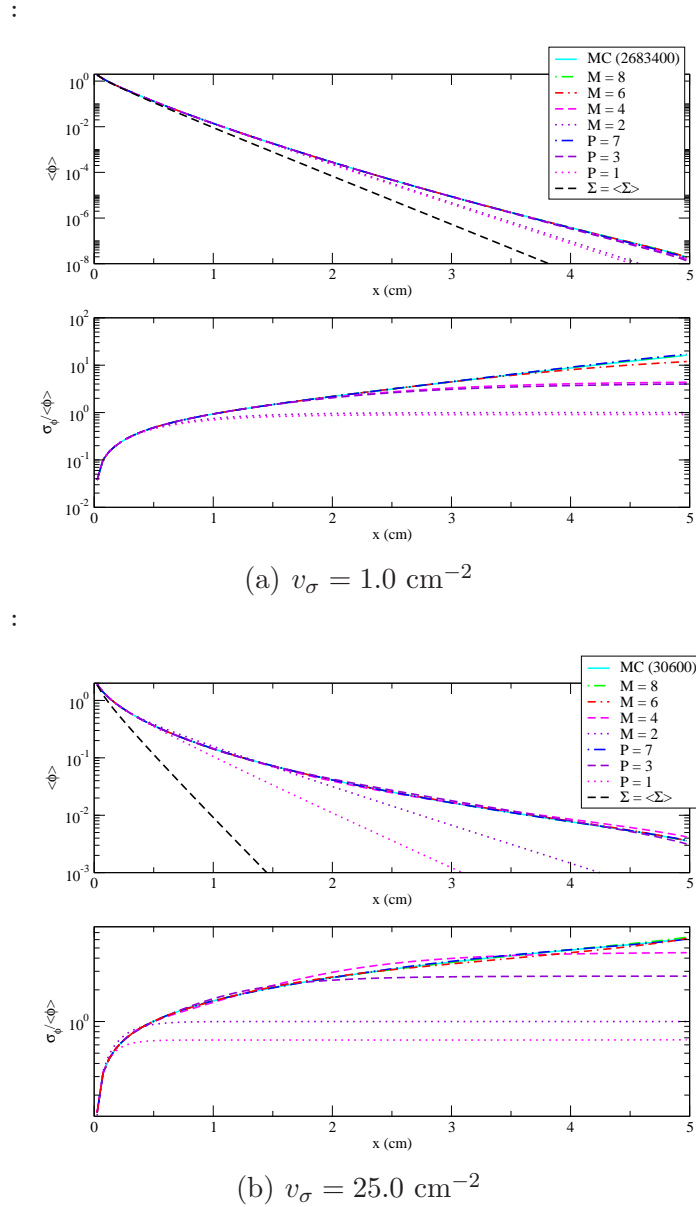 :
MC (2683400)
M = 8
M = 6
M = 4
M = 2
P = 7
P = 3
P = 1
Σ = <Σ>
10^0
10^-2
10^-4
10^-6
10^-8
<ϕ>
0 1 2 3 4 5
x (cm)
10^2
10^1
10^0
10^-1
10^-2
σ_ϕ/<ϕ>
0 1 2 3 4 5
x (cm)
(a) v_σ = 1.0 cm^−2
:
MC (30600)
M = 8
M = 6
M = 4
M = 2
P = 7
P = 3
P = 1
Σ = <Σ>
10^0
10^-1
10^-2
10^-3
<ϕ>
0 1 2 3 4 5
x (cm)
10^0
σ_ϕ/<ϕ>
0 1 2 3 4 5
x (cm)
(b) v_σ = 25.0 cm^−2